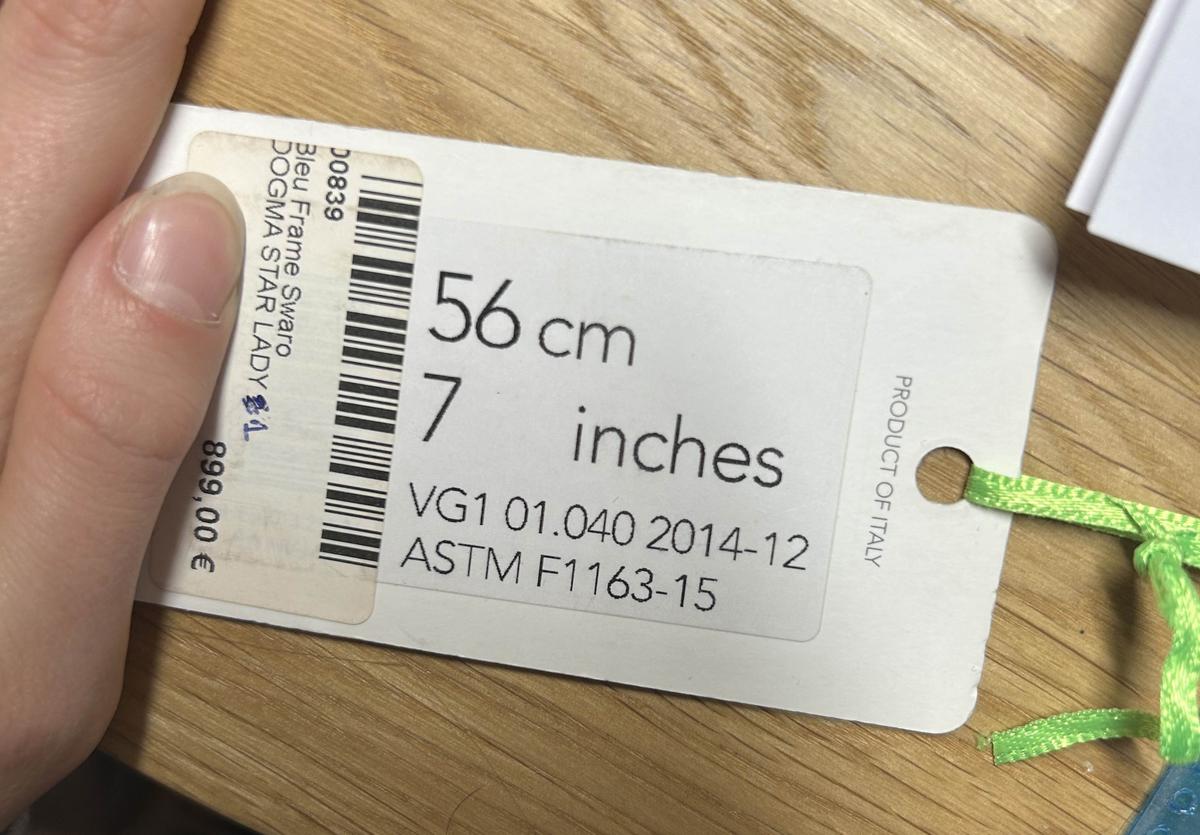 56 cm
7 inches
VG1 01.040 2014-12
ASTM F1163-15
PRODUCT OF ITALY
00839
Bleu Frame Swaro
DOGMA STAR LADY 1
899,00 €